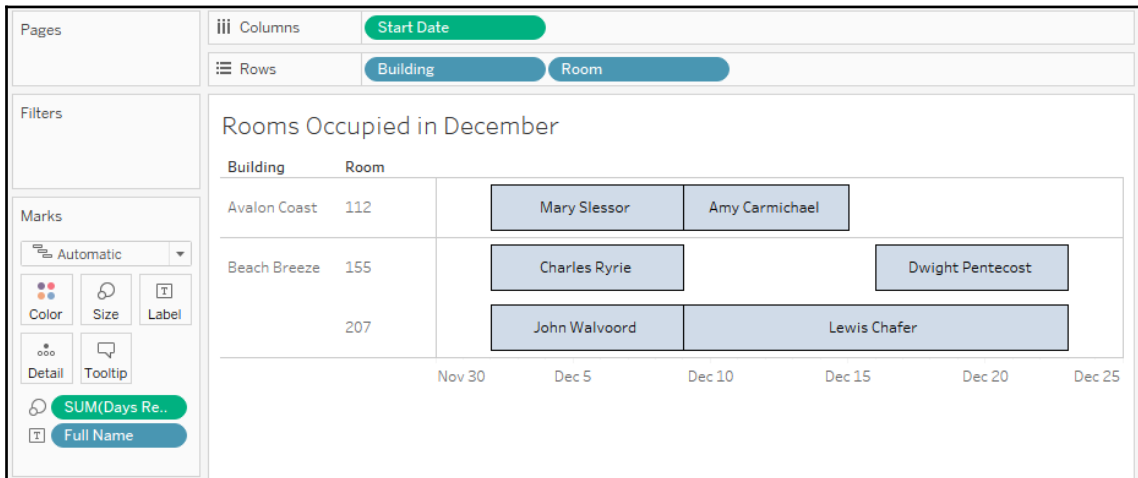 Pages
iii Columns Start Date
Rows Building Room
Filters
Rooms Occupied in December
Building Room
Marks
Automatic
Color Size Label
Detail Tooltip
SUM(Days Re..
T Full Name
Avalon Coast 112 Mary Slessor Amy Carmichael
Beach Breeze 155 Charles Ryrie Dwight Pentecost
207 John Walvoord Lewis Chafer
Nov 30 Dec 5 Dec 10 Dec 15 Dec 20 Dec 25